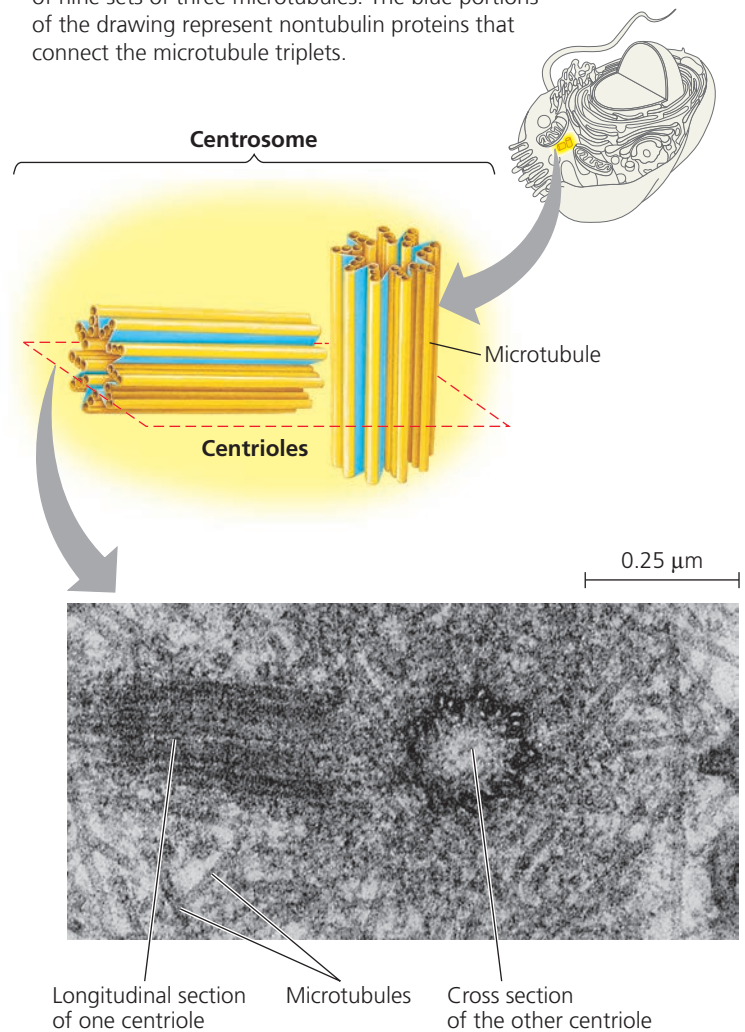 of nine sets of three microtubules. The blue portions
of the drawing represent nontubulin proteins that
connect the microtubule triplets.
Centrosome
Microtubule
Centrioles
0.25 μm
Longitudinal section
of one centriole
Microtubules
Cross section
of the other centriole